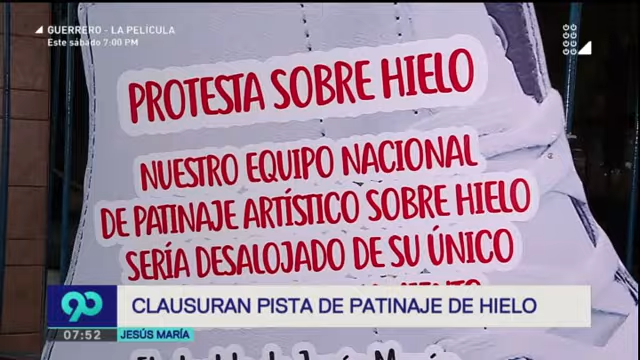 GUERRERO - LA PELÍCULA
Este sábado 7:00 PM
PROTESTA SOBRE HIELO
NUESTRO EQUIPO NACIONAL
DE PATINAJE ARTÍSTICO SOBRE HIELO
SERÍA DESALOJADO DE SU ÚNICO
90
CLAUSURAN PISTA DE PATINAJE DE HIELO
07:52
JESÚS MARÍA